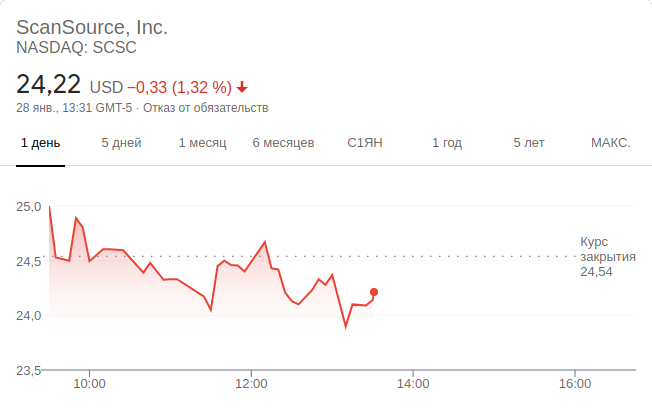 ScanSource, Inc.
NASDAQ: SCSC
24,22 USD −0,33 (1,32 %)
28 янв., 13:31 GMT-5 · Отказ от обязательств
1 день 5 дней 1 месяц 6 месяцев С1ЯН 1 год 5 лет МАКС.
25,0
Курс
24,5 закрытия
24,54
24,0
23,5
10:00 12:00 14:00 16:00